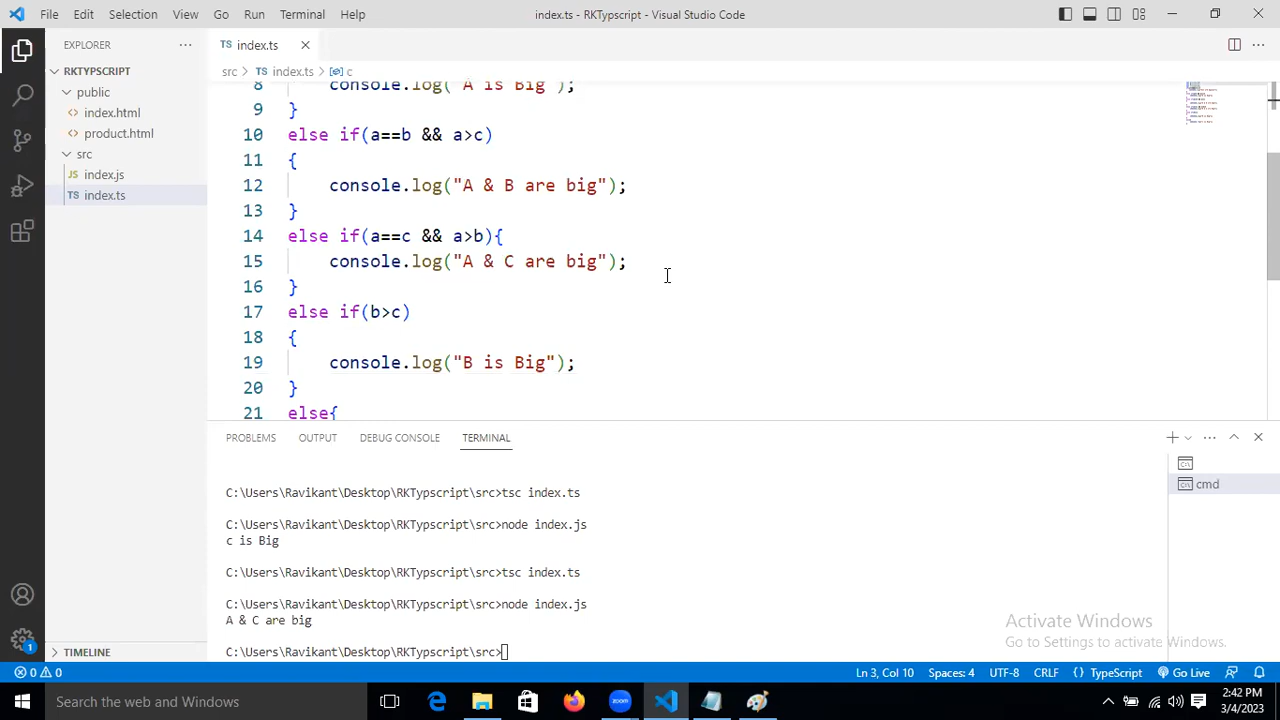 File Edit Selection View Go Run Terminal Help index.ts - RKTypscript - Visual Studio Code
EXPLORER ··· TS index.ts
RKTYPSCRIPT src > TS index.ts > c
public
index.html
product.html
src
JS index.js
TS index.ts
8 console.log("A is Big");
9 }
10 else if(a==b && a>c)
11 {
12 console.log("A & B are big");
13 }
14 else if(a==c && a>b){
15 console.log("A & C are big");
16 }
17 else if(b>c)
18 {
19 console.log("B is Big");
20 }
21 else{
PROBLEMS OUTPUT DEBUG CONSOLE TERMINAL
cmd
C:\Users\Ravikant\Desktop\RKTypscript\src>tsc index.ts
C:\Users\Ravikant\Desktop\RKTypscript\src>node index.js
c is Big
C:\Users\Ravikant\Desktop\RKTypscript\src>tsc index.ts
C:\Users\Ravikant\Desktop\RKTypscript\src>node index.js
A & C are big
C:\Users\Ravikant\Desktop\RKTypscript\src>
Activate Windows
Go to Settings to activate Windows.
TIMELINE
1
0 0 Ln 3, Col 10 Spaces: 4 UTF-8 CRLF {} TypeScript Go Live
Search the web and Windows zoom 2:42 PM
3/4/2023